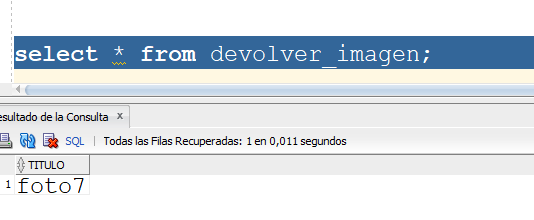 select * from devolver_imagen;
esultado de la Consulta x
SQL | Todas las Filas Recuperadas: 1 en 0,011 segundos
TITULO
1 foto7